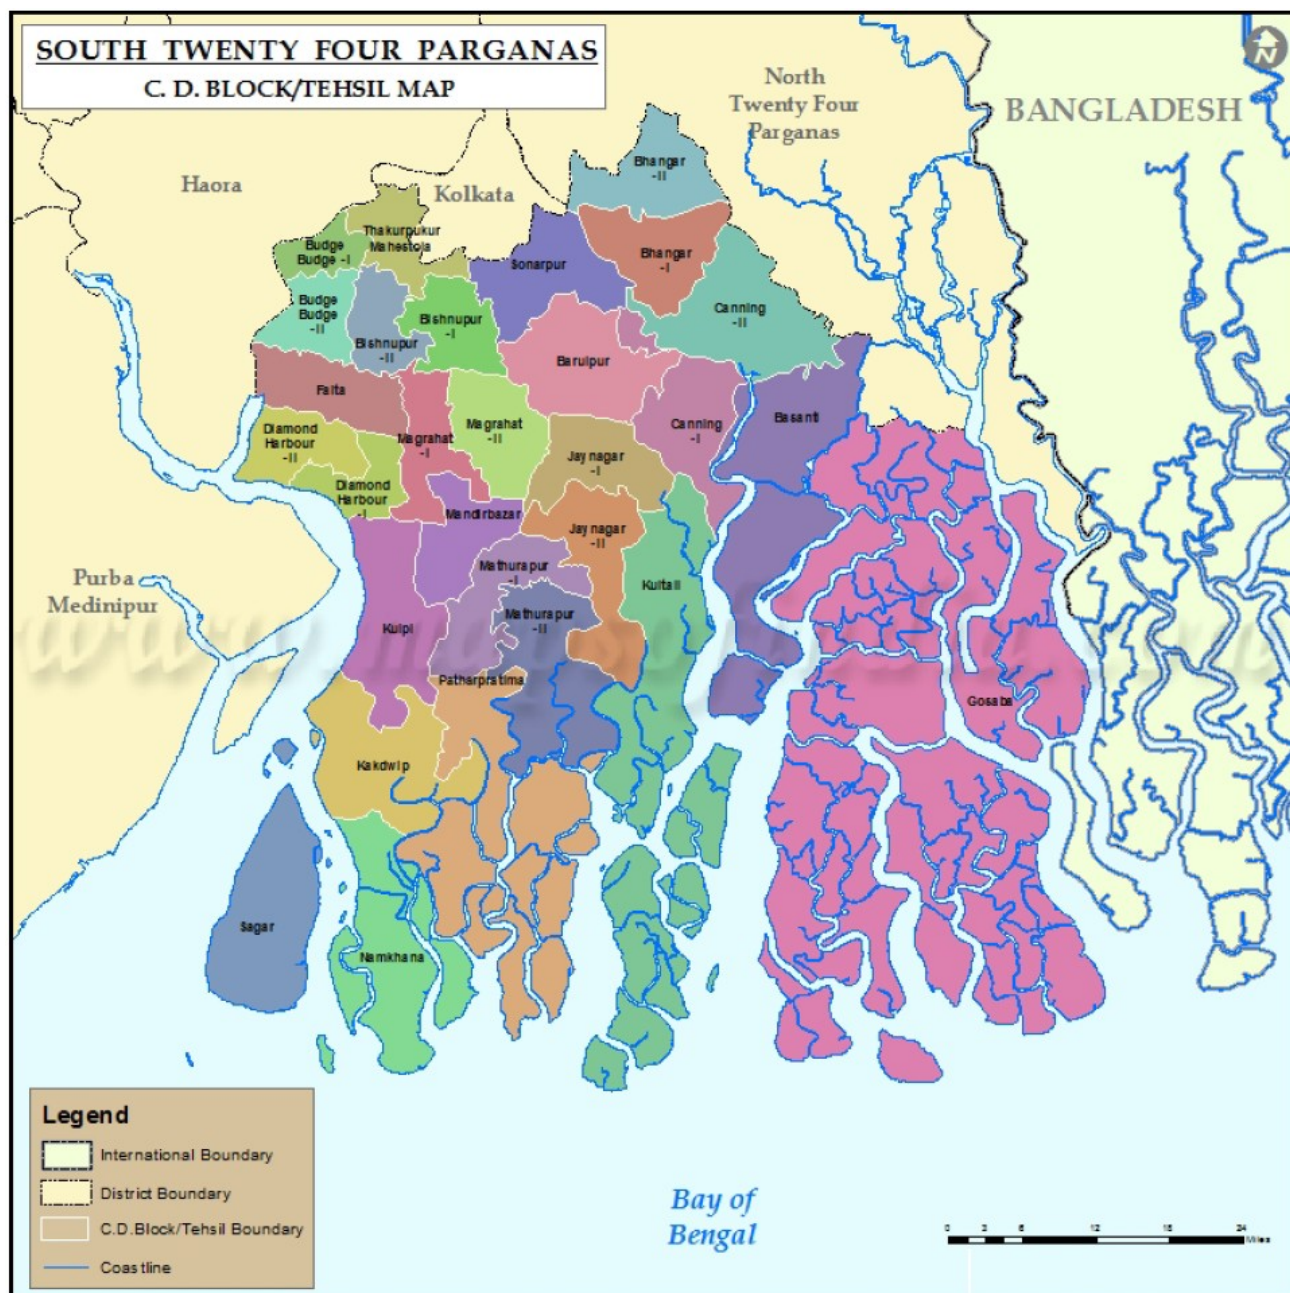 SOUTH TWENTY FOUR PARGANAS
C. D. BLOCK/TEHSIL MAP
N
North
Twenty Four
Parganas
BANGLADESH
Haora
Kolkata
Bhangar
-II
Thakurpukur
Mahestola
Budge
Budge -I
Sonarpur
Bhangar
-I
Budge
Budge
-II
Bishnupur
-I
Bishnupur
-II
Canning
-II
Baruipur
Falta
Diamond
Harbour
-II
Magrahat
-I
Magrahat
-II
Canning
-I
Basanti
Jaynagar
-I
Diamond
Harbour
-I
Mandirbazar
Jaynagar
-II
Purba
Medinipur
Mathurapur
-I
Kultali
Mathurapur
-II
Kulpi
www.mapsofindia.com
Patharpratima
Gosaba
Kakdwip
Sagar
Namkhana
Legend
International Boundary
District Boundary
C.D.Block/Tehsil Boundary
Coastline
Bay of
Bengal
0 3 6 12 18 24
Miles